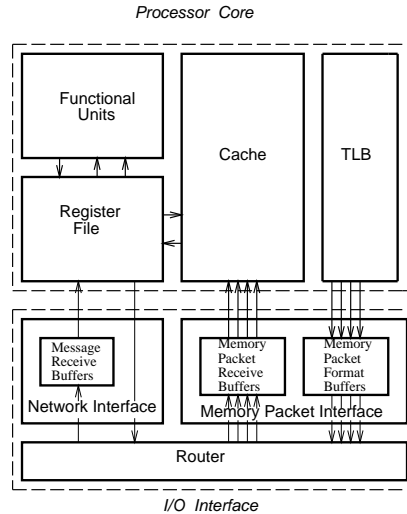 Processor Core
Functional
Units
Cache
TLB
Register
File
Message
Receive
Buffers
Network Interface
Memory
Packet
Receive
Buffers
Memory
Packet
Format
Buffers
Memory Packet Interface
Router
I/O Interface